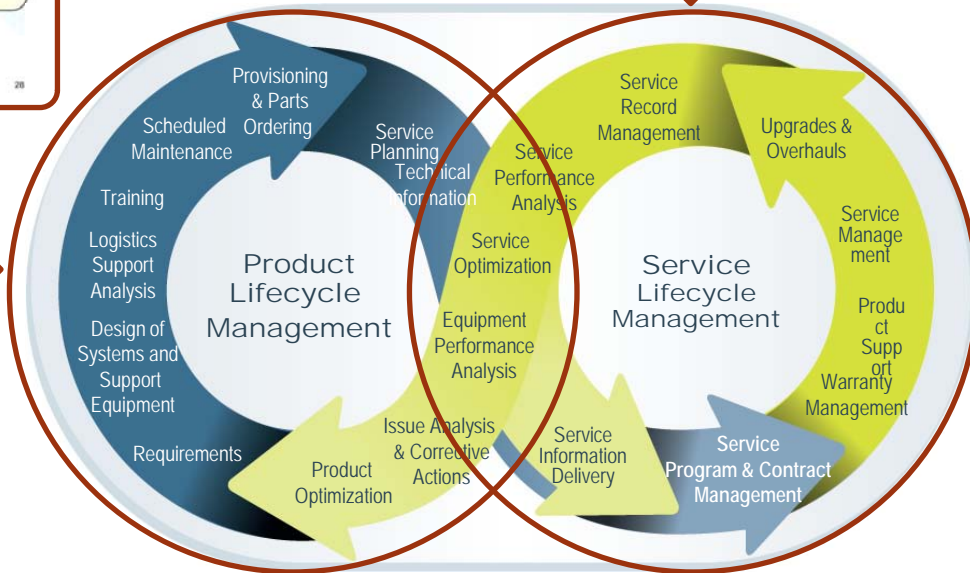 28
Provisioning
& Parts
Ordering
Scheduled
Maintenance
Training
Logistics
Support
Analysis
Design of
Systems and
Support
Equipment
Requirements
Product
Lifecycle
Management
Service
Planning
Technical
Information
Service
Performance
Analysis
Service
Optimization
Equipment
Performance
Analysis
Issue Analysis
& Corrective
Actions
Product
Optimization
Service
Record
Management
Upgrades &
Overhauls
Service
Manage
ment
Produ
ct
Supp
ort
Warranty
Management
Service
Lifecycle
Management
Service
Information
Delivery
Service
Program & Contract
Management